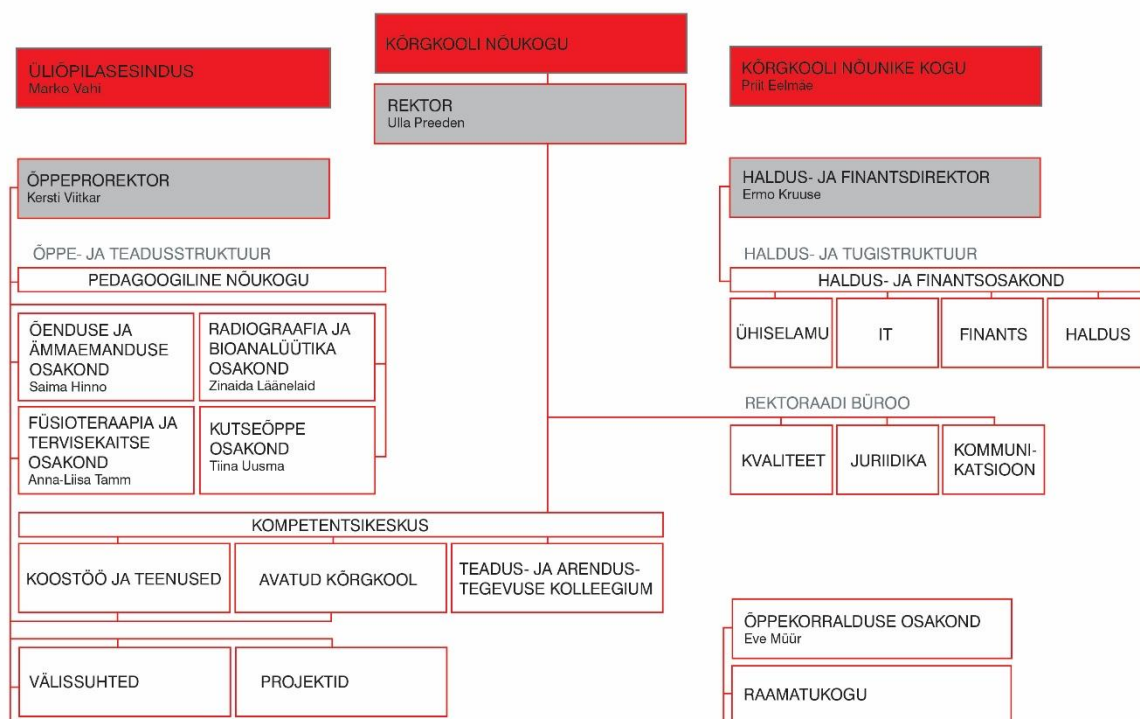 KÕRGKOOLI NÕUKOGU
ÜLIÕPILASESINDUS
Marko Vahi
KÕRGKOOLI NÕUNIKE KOGU
Priit Eelmäe
REKTOR
Ulla Preeden
ÕPPEPROREKTOR
Kersti Viitkar
HALDUS- JA FINANTSDIREKTOR
Ermo Kruuse
ÕPPE- JA TEADUSSTRUKTUUR
PEDAGOOGILINE NÕUKOGU
HALDUS- JA TUGISTRUKTUUR
HALDUS- JA FINANTSOSAKOND
ÕENDUSE JA
ÄMMAEMANDUSE
OSAKOND
Saima Hinno
RADIOGRAAFIA JA
BIOANALÜÜTIKA
OSAKOND
Zinaida Läänelaid
ÜHISELAMU
IT
FINANTS
HALDUS
FÜSIOTERAAPIA JA
TERVISEKAITSE
OSAKOND
Anna-Liisa Tamm
KUTSEÕPPE
OSAKOND
Tiina Uusma
REKTORAADI BÜROO
KVALITEET
JURIIDIKA
KOMMUNI-
KATSIOON
KOMPETENTSIKESKUS
KOOSTÖÖ JA TEENUSED
AVATUD KÕRGKOOL
TEADUS- JA ARENDUS-
TEGEVUSE KOLLEEGIUM
ÕPPEKORRALDUSE OSAKOND
Eve Müür
VÄLISSUHTED
PROJEKTID
RAAMATUKOGU